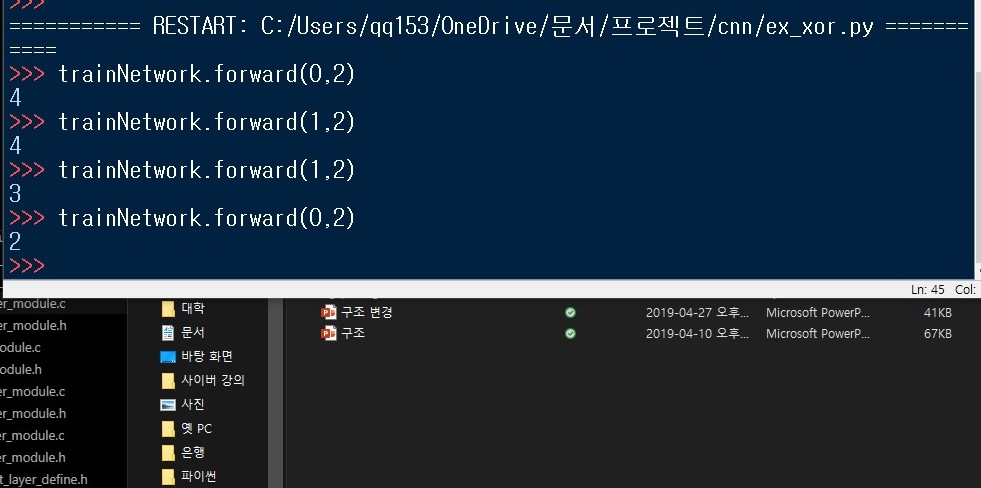 >>>
=========== RESTART: C:/Users/qq153/OneDrive/문서/프로젝트/cnn/ex_xor.py =======
====
>>> trainNetwork.forward(0,2)
4
>>> trainNetwork.forward(1,2)
4
>>> trainNetwork.forward(1,2)
3
>>> trainNetwork.forward(0,2)
2
>>>
Ln: 45 Col:
er_module.c
er_module.h
odule.c
odule.h
er_module.c
er_module.h
er_module.c
er_module.h
t_layer_define.h
대학
문서
바탕 화면
사이버 강의
사진
옛 PC
은행
파이썬
구조 변경 2019-04-27 오후... Microsoft PowerP... 41KB
구조 2019-04-10 오후... Microsoft PowerP... 67KB